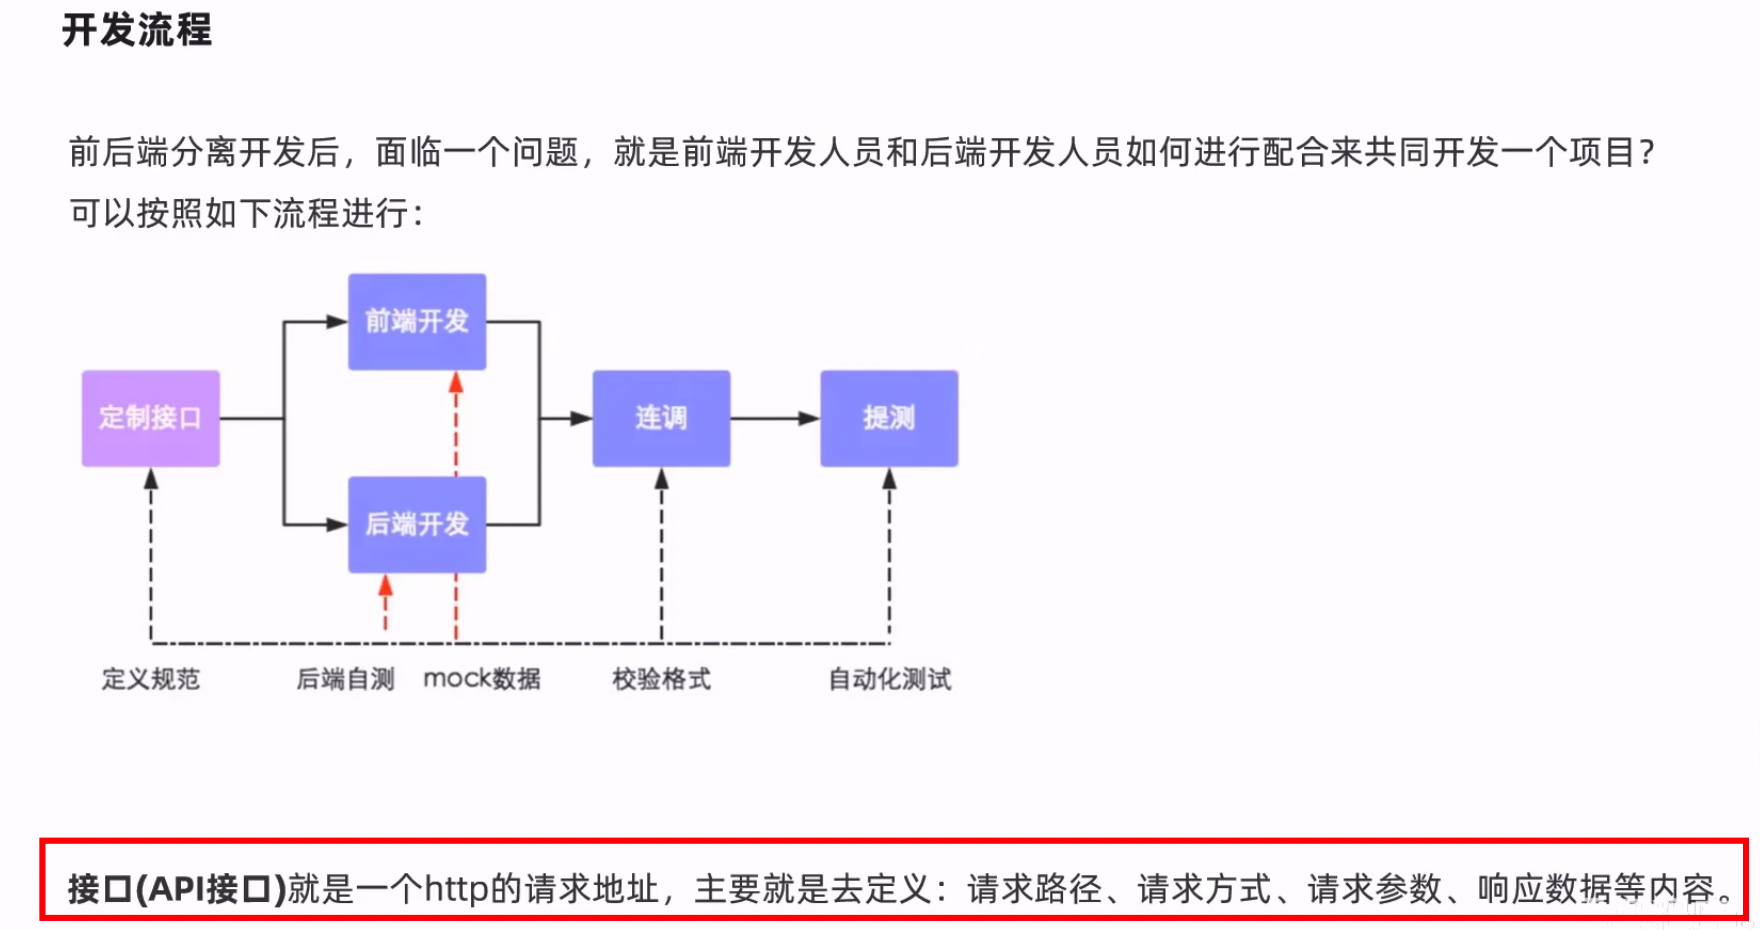 开发流程
前后端分离开发后，面临一个问题，就是前端开发人员和后端开发人员如何进行配合来共同开发一个项目？
可以按照如下流程进行：
前端开发
定制接口
连调
提测
后端开发
定义规范
后端自测
mock数据
校验格式
自动化测试
接口(API接口)就是一个http的请求地址，主要就是去定义：请求路径、请求方式、请求参数、响应数据等内容。